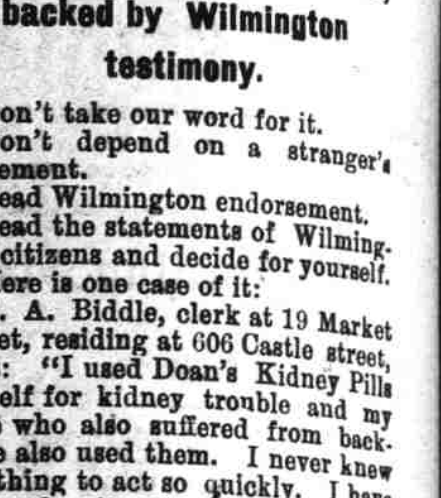 backed by Wilmington
testimony.
on't take our word for it.
on't depend on a stranger's
ement.
ead Wilmington endorsement.
ead the statements of Wilming-
citizens and decide for yourself.
ere is one case of it:
. A. Biddle, clerk at 19 Market
et, residing at 606 Castle street,
: "I used Doan's Kidney Pills
elf for kidney trouble and my
who also suffered from back-
e also used them. I never knew
thing to act so quickly. I have